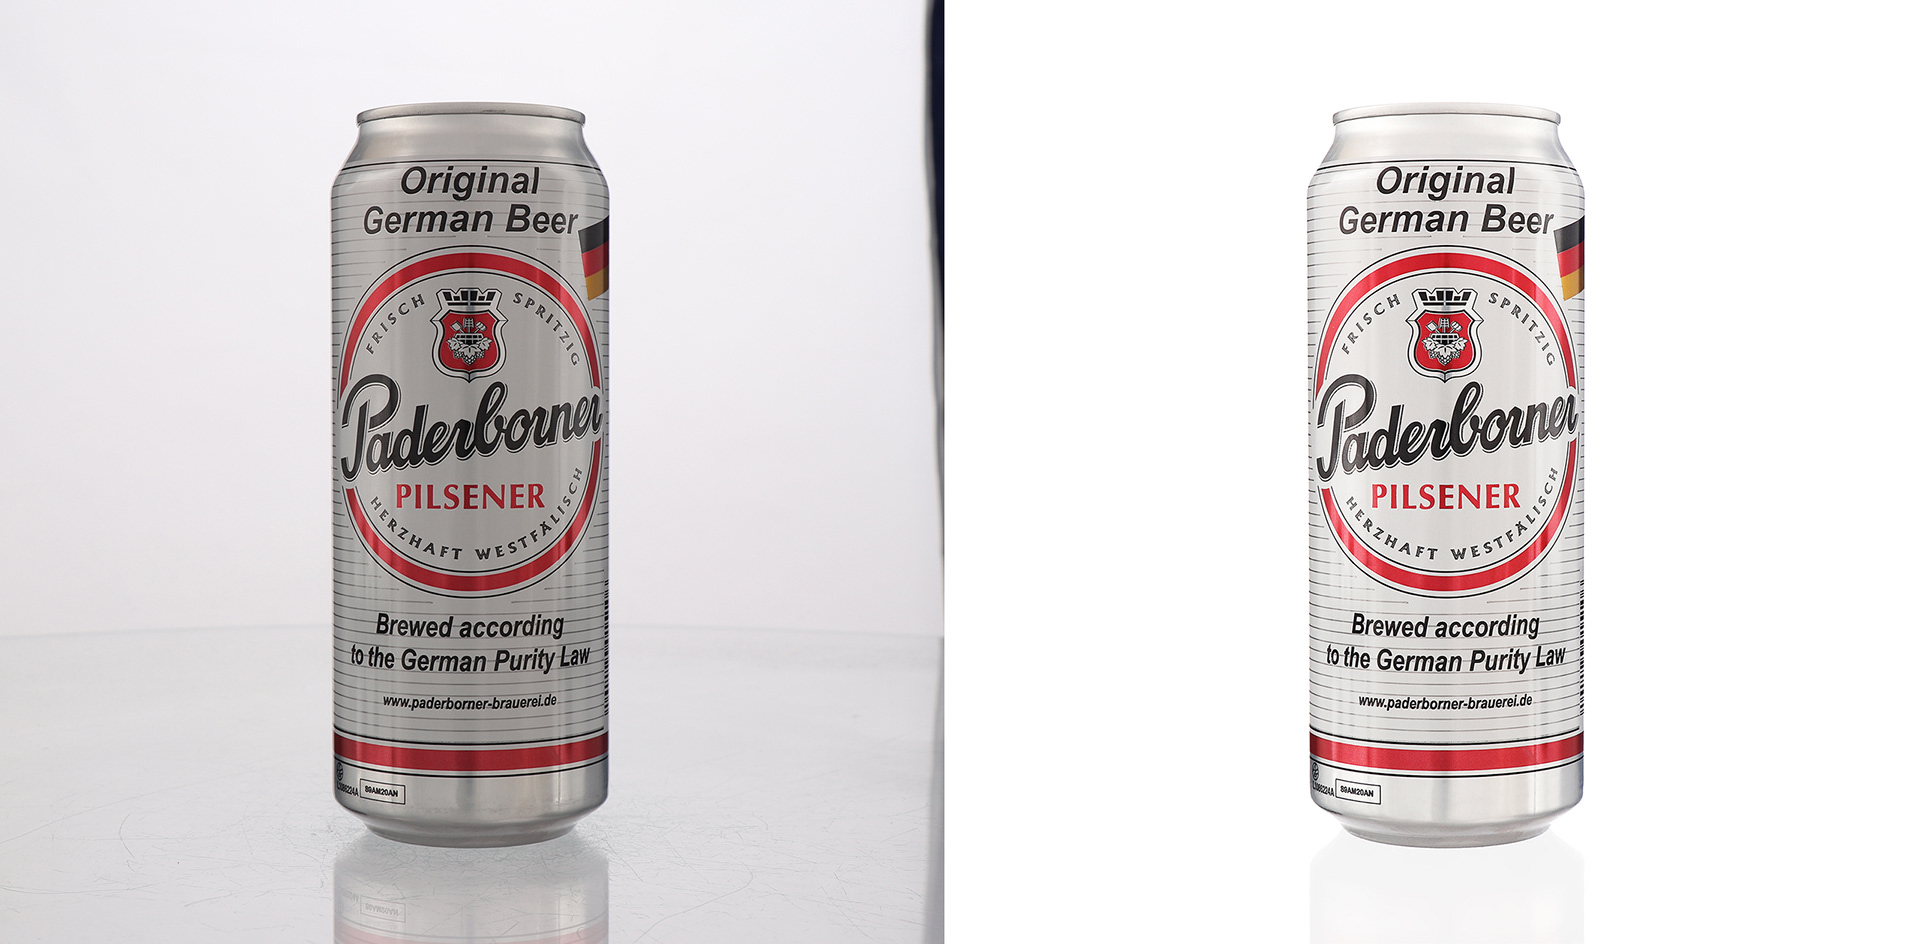 Original
German Beer
FRISCH SPRITZIG
Paderborner
PILSENER
HERZHAFT WESTFÄLISCH
Brewed according
to the German Purity Law
www.paderborner-brauerei.de
89AM20AN
Original
German Beer
FRISCH SPRITZIG
Paderborner
PILSENER
HERZHAFT WESTFÄLISCH
Brewed according
to the German Purity Law
www.paderborner-brauerei.de
89AM20AN